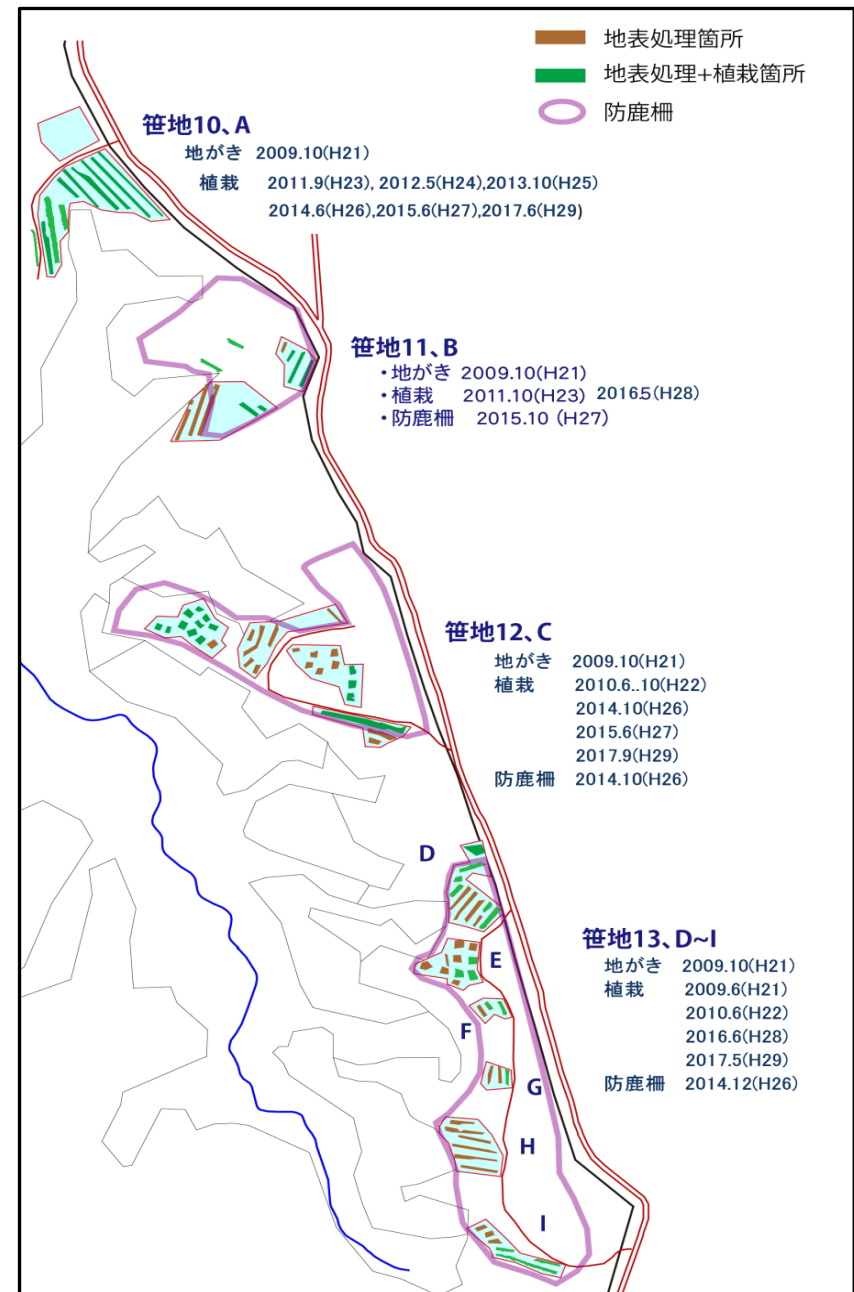 地表処理箇所
地表処理+植栽箇所
防鹿柵
笹地10、A
地がき 2009.10(H21)
植栽 2011.9(H23), 2012.5(H24),2013.10(H25)
2014.6(H26),2015.6(H27),2017.6(H29)
笹地11、B
・地がき 2009.10(H21)
・植栽 2011.10(H23) 2016.5(H28)
・防鹿柵 2015.10 (H27)
笹地12、C
地がき 2009.10(H21)
植栽 2010.6..10(H22)
2014.10(H26)
2015.6(H27)
2017.9(H29)
防鹿柵 2014.10(H26)
D
笹地13、D~I
地がき 2009.10(H21)
植栽 2009.6(H21)
2010.6(H22)
2016.6(H28)
2017.5(H29)
防鹿柵 2014.12(H26)
E
F
G
H
I